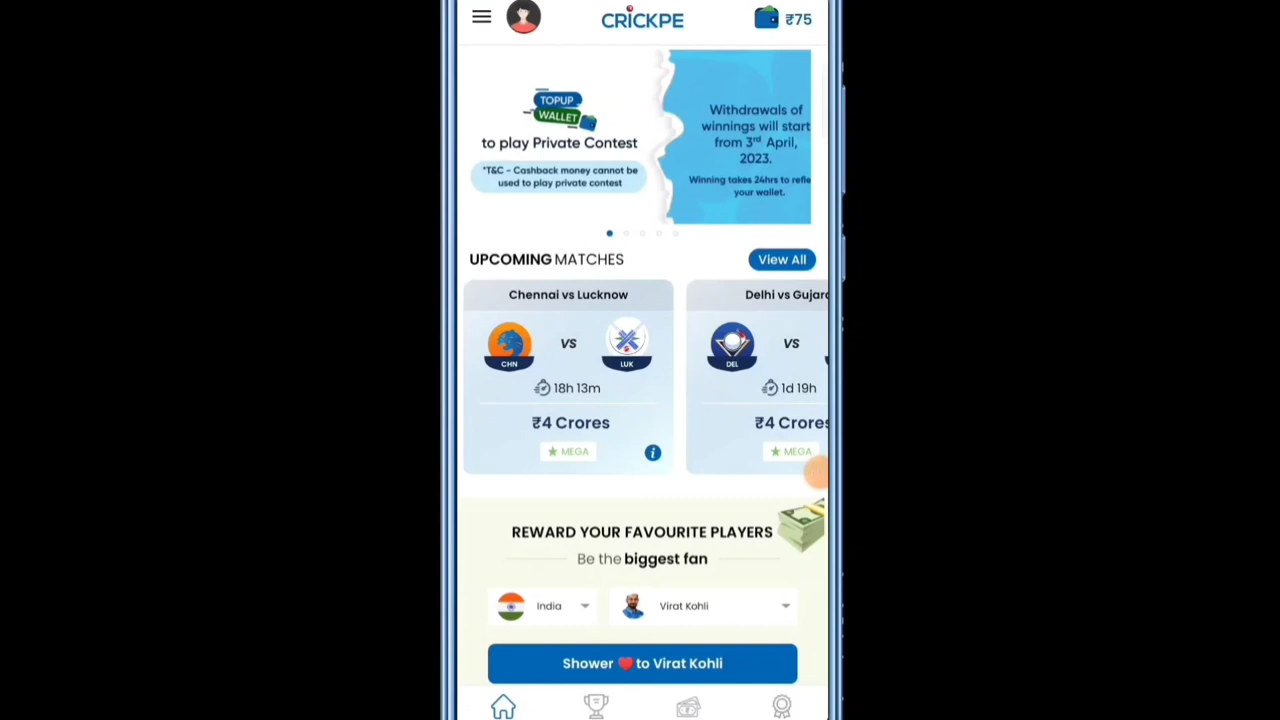 CRICKPE
₹75
TOPUP
WALLET
to play Private Contest
*T&C - Cashback money cannot be
used to play private contest
Withdrawals of
winnings will start
from 3rd April,
2023.
Winning takes 24hrs to refle
your wallet.
UPCOMING MATCHES
View All
Chennai vs Lucknow
CHN
VS
LUK
18h 13m
₹4 Crores
MEGA
i
Delhi vs Gujara
DEL
VS
1d 19h
₹4 Crores
MEGA
REWARD YOUR FAVOURITE PLAYERS
Be the biggest fan
India
Virat Kohli
Shower ❤️ to Virat Kohli